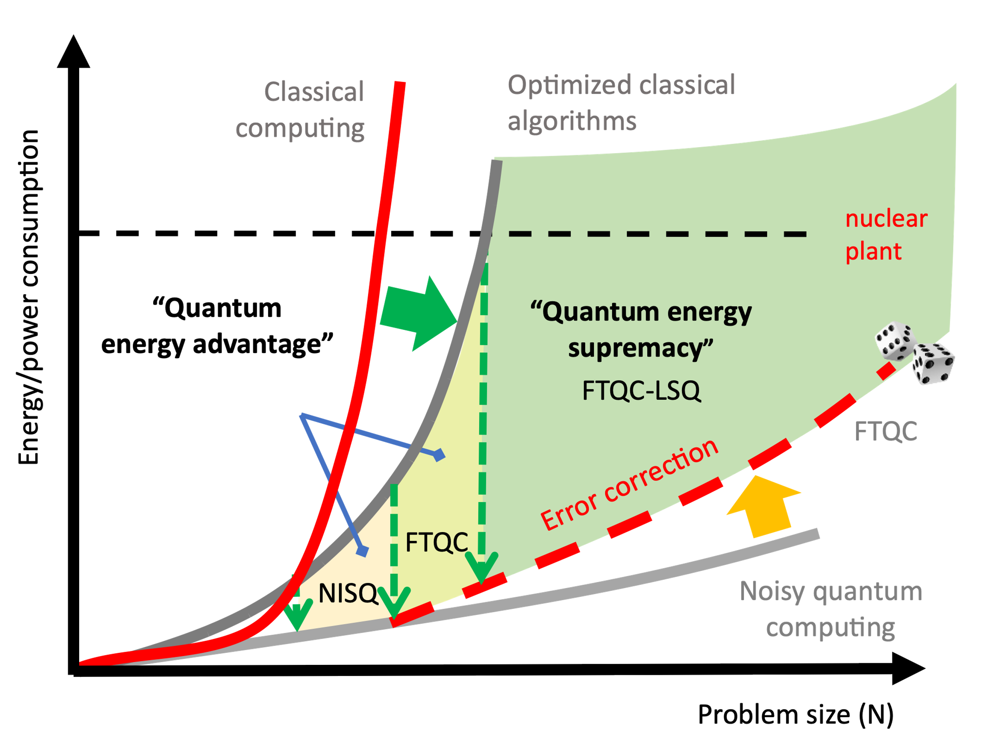 Classical
computing
Optimized classical
algorithms
nuclear
plant
Energy/power consumption
“Quantum
energy advantage”
“Quantum energy
supremacy”
FTQC-LSQ
FTQC
Error correction
FTQC
NISQ
Noisy quantum
computing
Problem size (N)